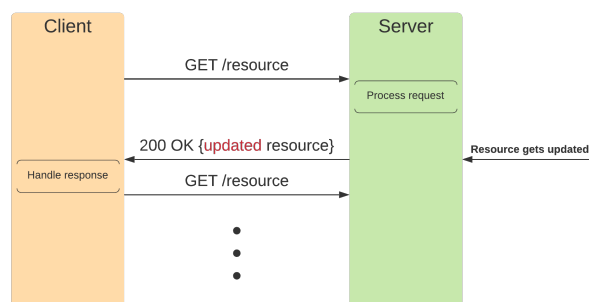 Client
Server
GET /resource
Process request
200 OK {updated resource}
Resource gets updated
Handle response
GET /resource